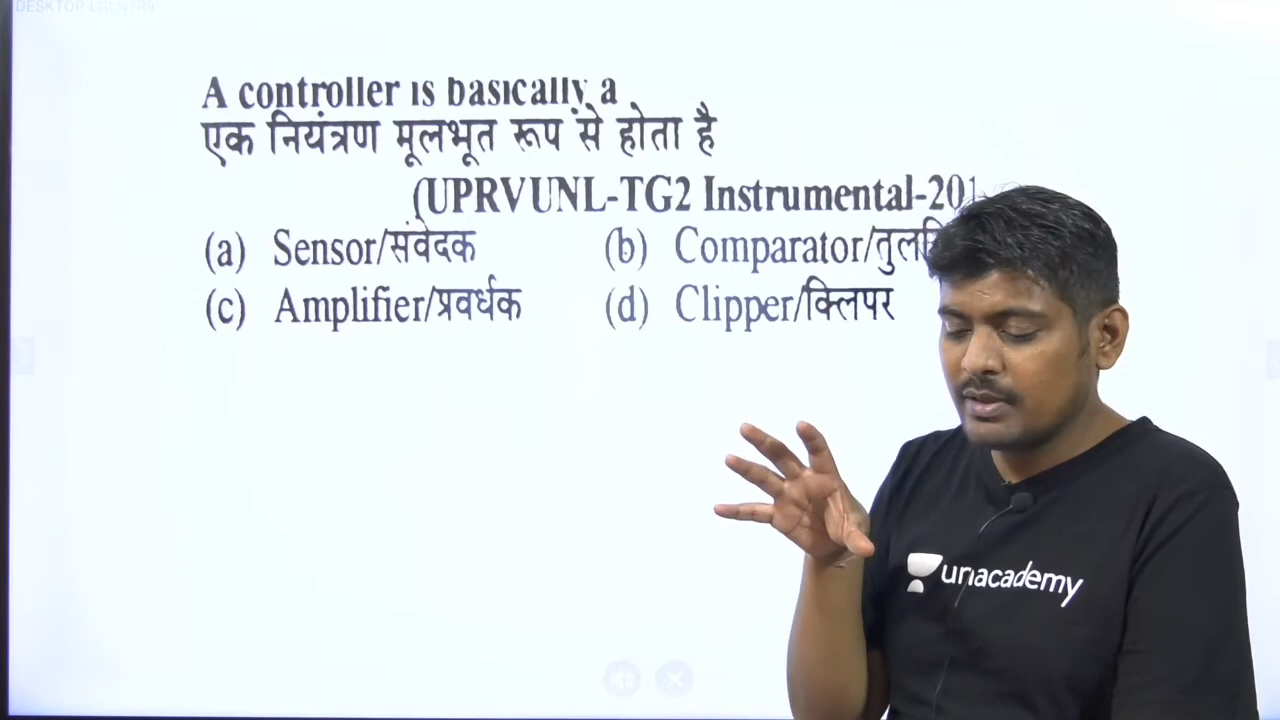 A controller is basically a
एक नियंत्रण मूलभूत रूप से होता है
(UPRVUNL-TG2 Instrumental-201
(a) Sensor/संवेदक (b) Comparator/
(c) Amplifier/प्रवर्धक (d) Clipper/क्लिपर
unacademy